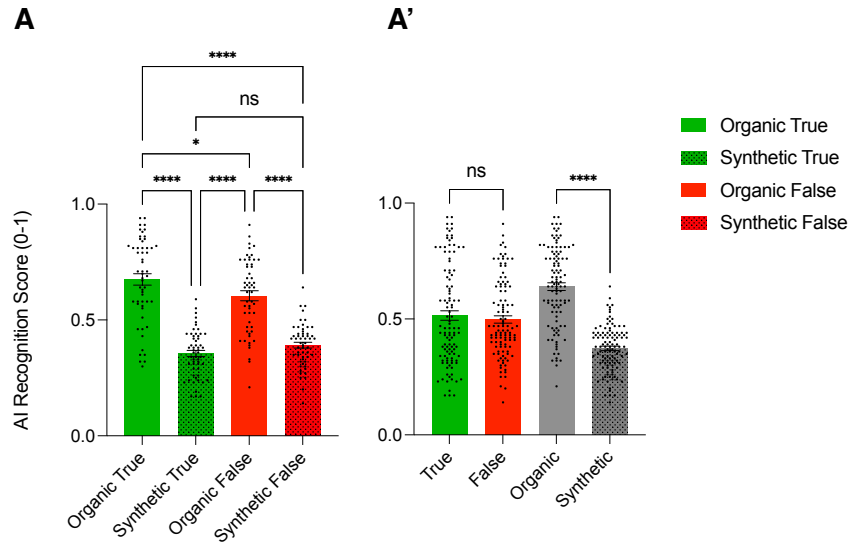 A
A'
****
ns
*
****
****
****
ns
****
Organic True
Synthetic True
Organic False
Synthetic False
AI Recognition Score (0-1)
1.0
0.5
0.0
Organic True
Synthetic True
Organic False
Synthetic False
1.0
0.5
0.0
True
False
Organic
Synthetic